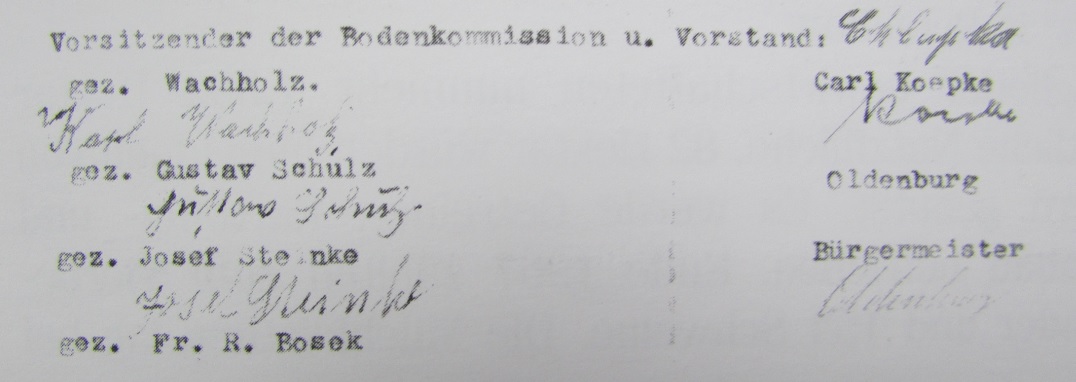 Vorsitzender der Bodenkommission u. Vorstand:
gez. Wachholz. Carl Koepke
Karl Wachholz
gez. Gustav Schulz Oldenburg
Gustav Schulz
gez. Josef Steinke Bürgermeister
Josef Steinke Oldenburg
gez. Fr. R. Bosek